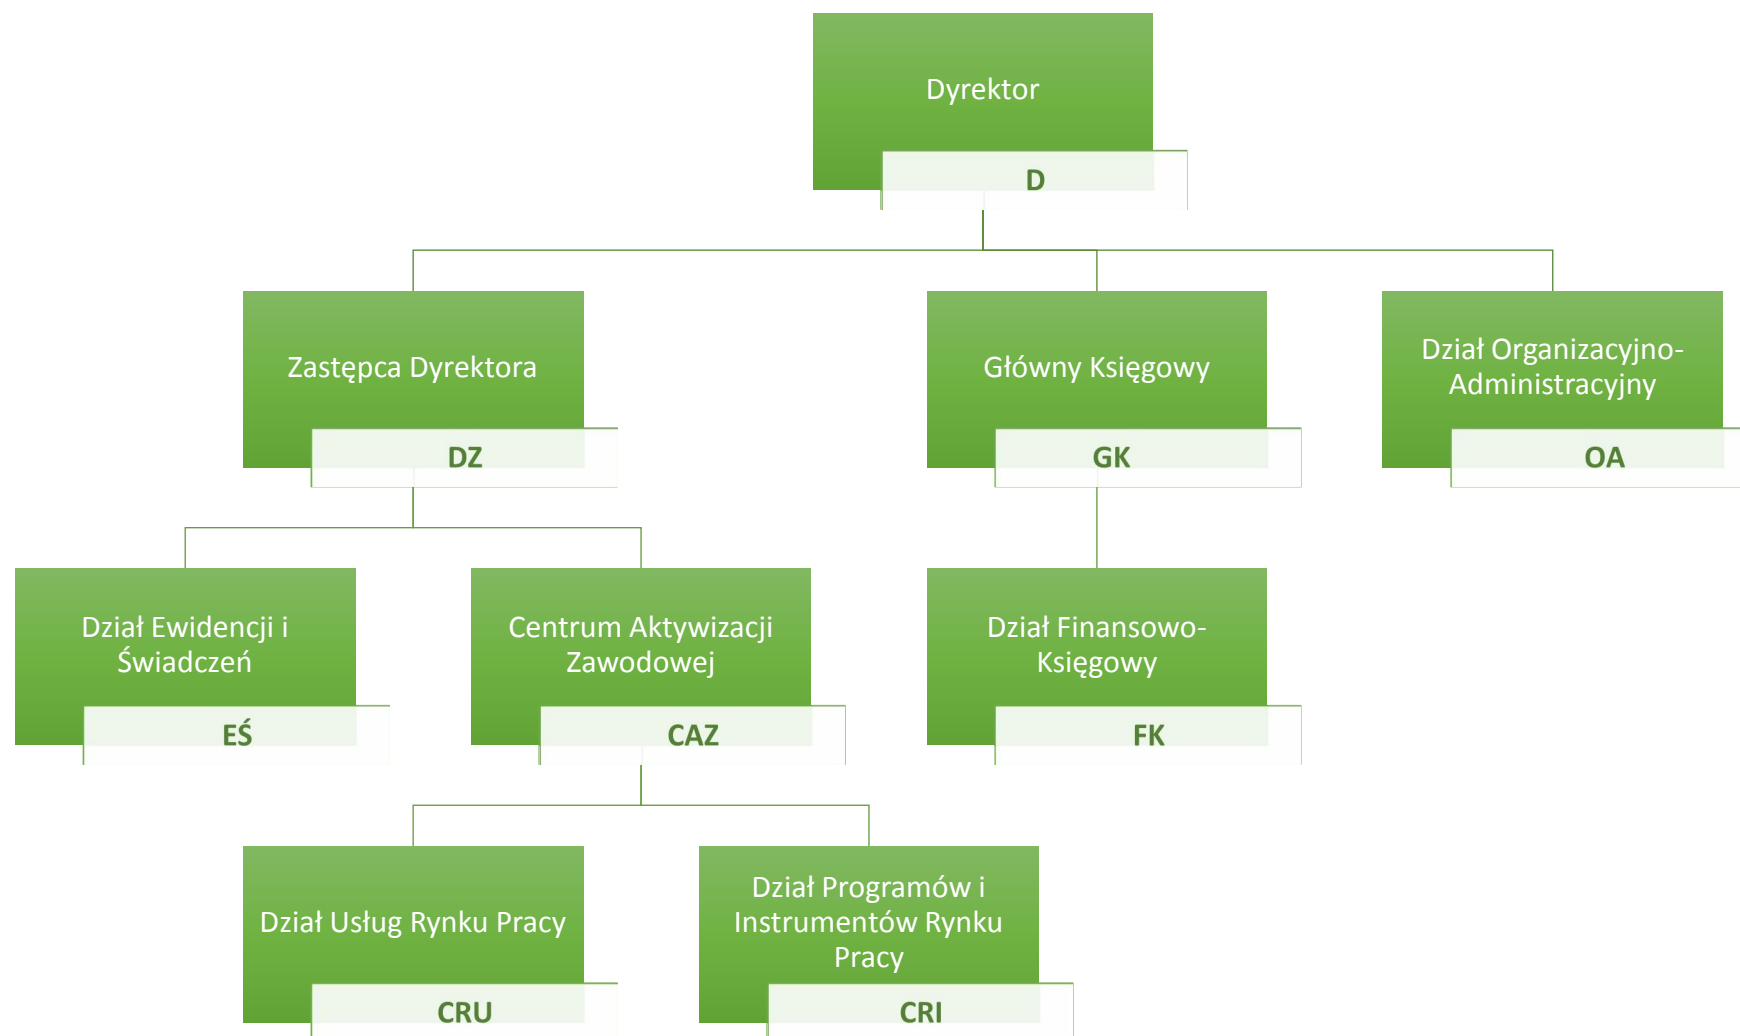 Dyrektor
D
Zastępca Dyrektora
DZ
Główny Księgowy
GK
Dział Organizacyjno-
Administracyjny
OA
Dział Ewidencji i
Świadczeń
EŚ
Centrum Aktywizacji
Zawodowej
CAZ
Dział Finansowo-
Księgowy
FK
Dział Usług Rynku Pracy
CRU
Dział Programów i
Instrumentów Rynku
Pracy
CRI